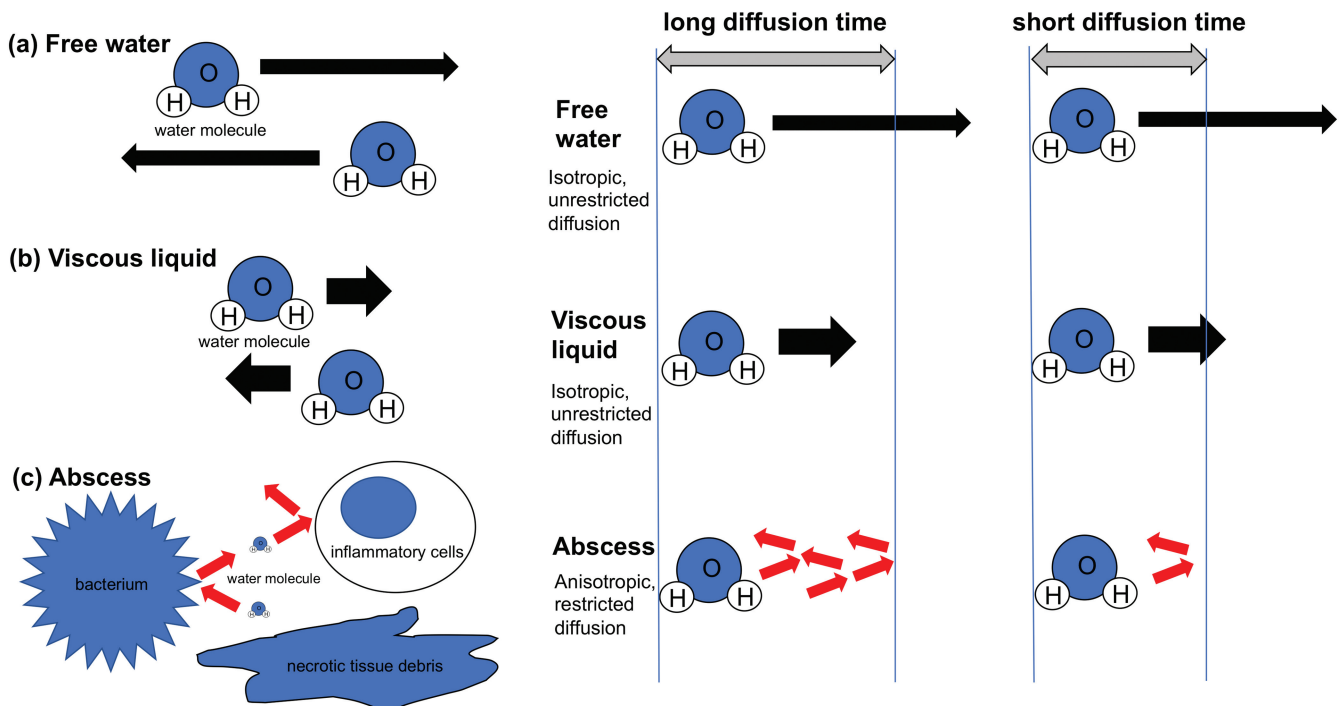 (a) Free water
O
H H
water molecule
O
H H
(b) Viscous liquid
O
H H
water molecule
O
H H
(c) Abscess
bacterium
O
H H
water molecule
O
H H
inflammatory cells
necrotic tissue debris
long diffusion time
short diffusion time
Free
water
Isotropic,
unrestricted
diffusion
O
H H
O
H H
Viscous
liquid
Isotropic,
unrestricted
diffusion
O
H H
O
H H
Abscess
Anisotropic,
restricted
diffusion
O
H H
O
H H